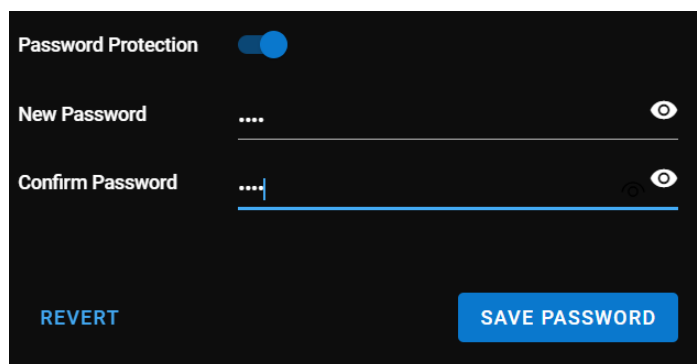 Password Protection
New Password
••••
Confirm Password
••••
REVERT
SAVE PASSWORD